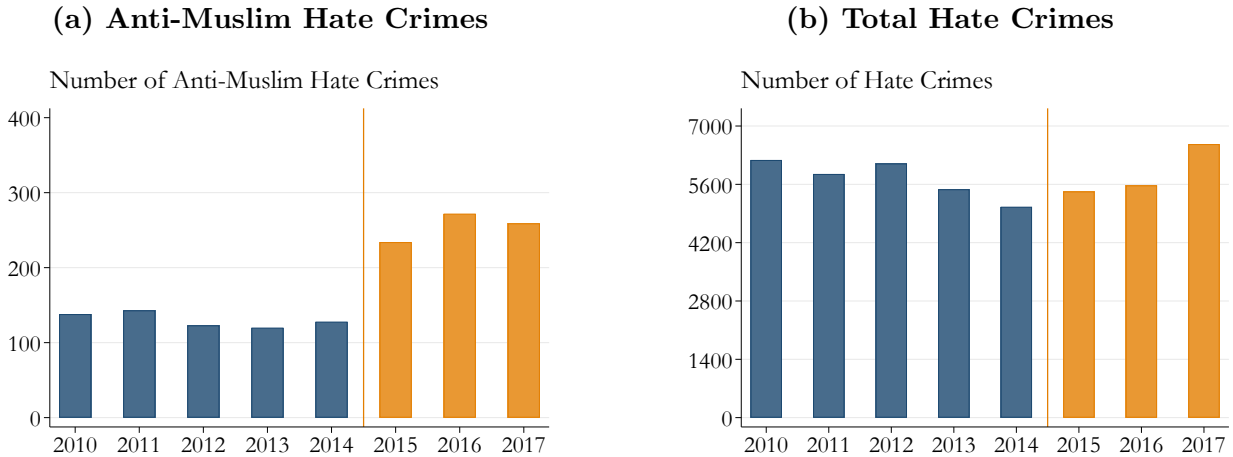 (a) Anti-Muslim Hate Crimes
Number of Anti-Muslim Hate Crimes
400
300
200
100
0
2010 2011 2012 2013 2014 2015 2016 2017
(b) Total Hate Crimes
Number of Hate Crimes
7000
5600
4200
2800
1400
0
2010 2011 2012 2013 2014 2015 2016 2017